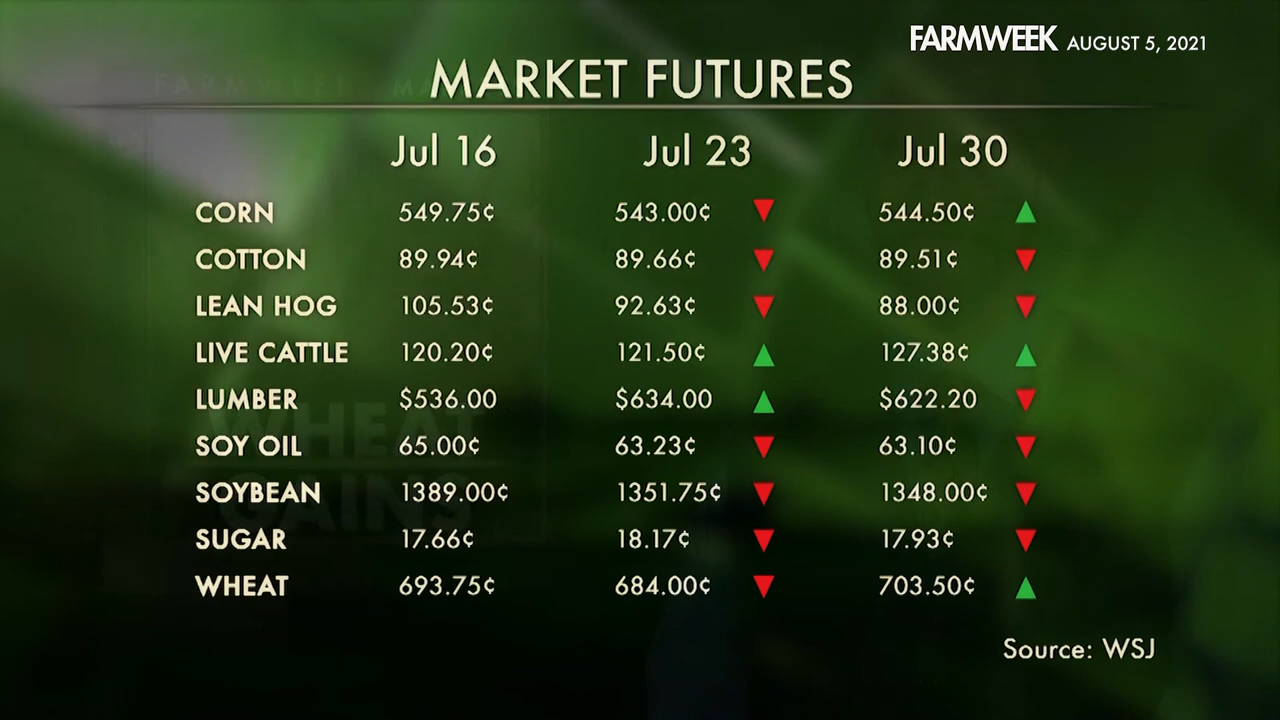 FARMWEEK AUGUST 5, 2021
MARKET FUTURES
Jul 16 Jul 23 Jul 30
CORN 549.75¢ 543.00¢ ▼ 544.50¢ ▲
COTTON 89.94¢ 89.66¢ ▼ 89.51¢ ▼
LEAN HOG 105.53¢ 92.63¢ ▼ 88.00¢ ▼
LIVE CATTLE 120.20¢ 121.50¢ ▲ 127.38¢ ▲
LUMBER $536.00 $634.00 ▲ $622.20 ▼
SOY OIL 65.00¢ 63.23¢ ▼ 63.10¢ ▼
SOYBEAN 1389.00¢ 1351.75¢ ▼ 1348.00¢ ▼
SUGAR 17.66¢ 18.17¢ ▼ 17.93¢ ▼
WHEAT 693.75¢ 684.00¢ ▼ 703.50¢ ▲
Source: WSJ
WHEAT
GAINS